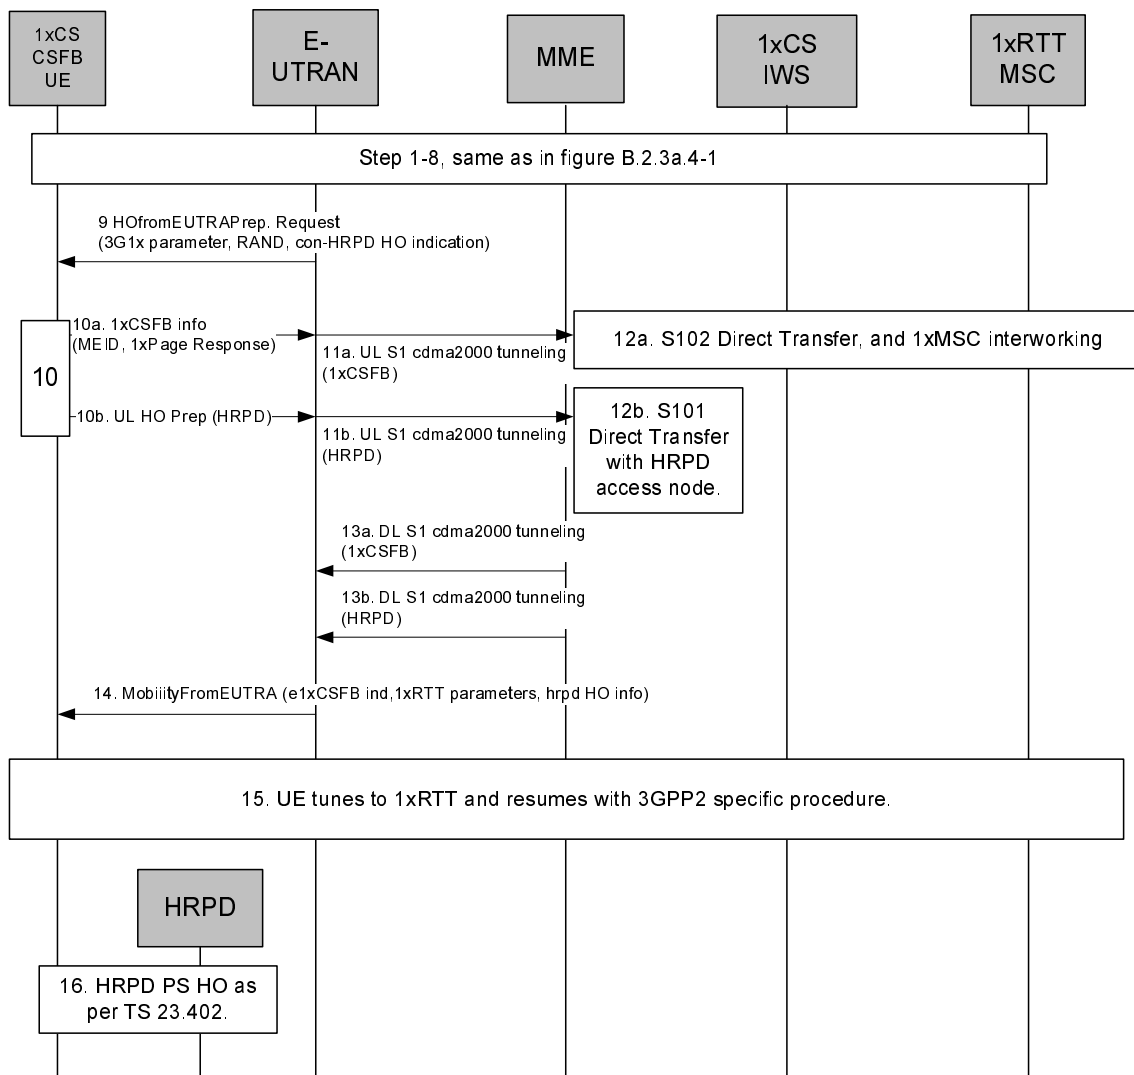 1xCS
CSFB
UE
E-
UTRAN
MME
1xCS
IWS
1xRTT
MSC
Step 1-8, same as in figure B.2.3a.4-1
9 HOfromEUTRAPrep. Request
(3G1x parameter, RAND, con-HRPD HO indication)
10
10a. 1xCSFB info
(MEID, 1xPage Response)
11a. UL S1 cdma2000 tunneling
(1xCSFB)
12a. S102 Direct Transfer, and 1xMSC interworking
10b. UL HO Prep (HRPD)
11b. UL S1 cdma2000 tunneling
(HRPD)
12b. S101
Direct Transfer
with HRPD
access node.
13a. DL S1 cdma2000 tunneling
(1xCSFB)
13b. DL S1 cdma2000 tunneling
(HRPD)
14. MobiiityFromEUTRA (e1xCSFB ind,1xRTT parameters, hrpd HO info)
15. UE tunes to 1xRTT and resumes with 3GPP2 specific procedure.
HRPD
16. HRPD PS HO as
per TS 23.402.